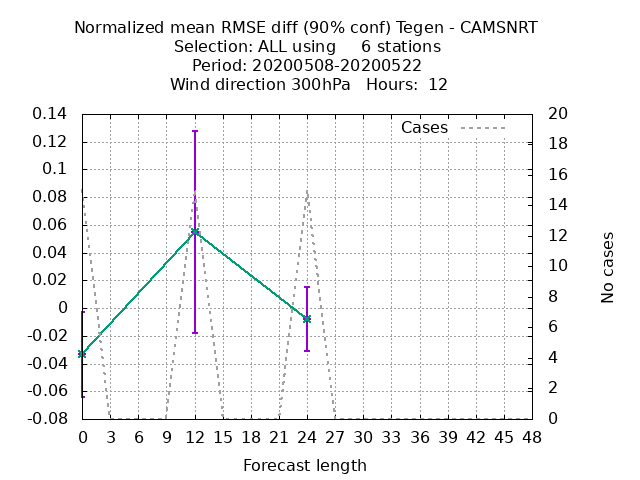 Normalized mean RMSE diff (90% conf) Tegen - CAMSNRT
Selection: ALL using     6 stations
Period: 20200508-20200522
Wind direction 300hPa   Hours:  12
Cases
0.14
0.12
0.1
0.08
0.06
0.04
0.02
0
-0.02
-0.04
-0.06
-0.08
20
18
16
14
12
10
8
6
4
2
0
No cases
0 3 6 9 12 15 18 21 24 27 30 33 36 39 42 45 48
Forecast length